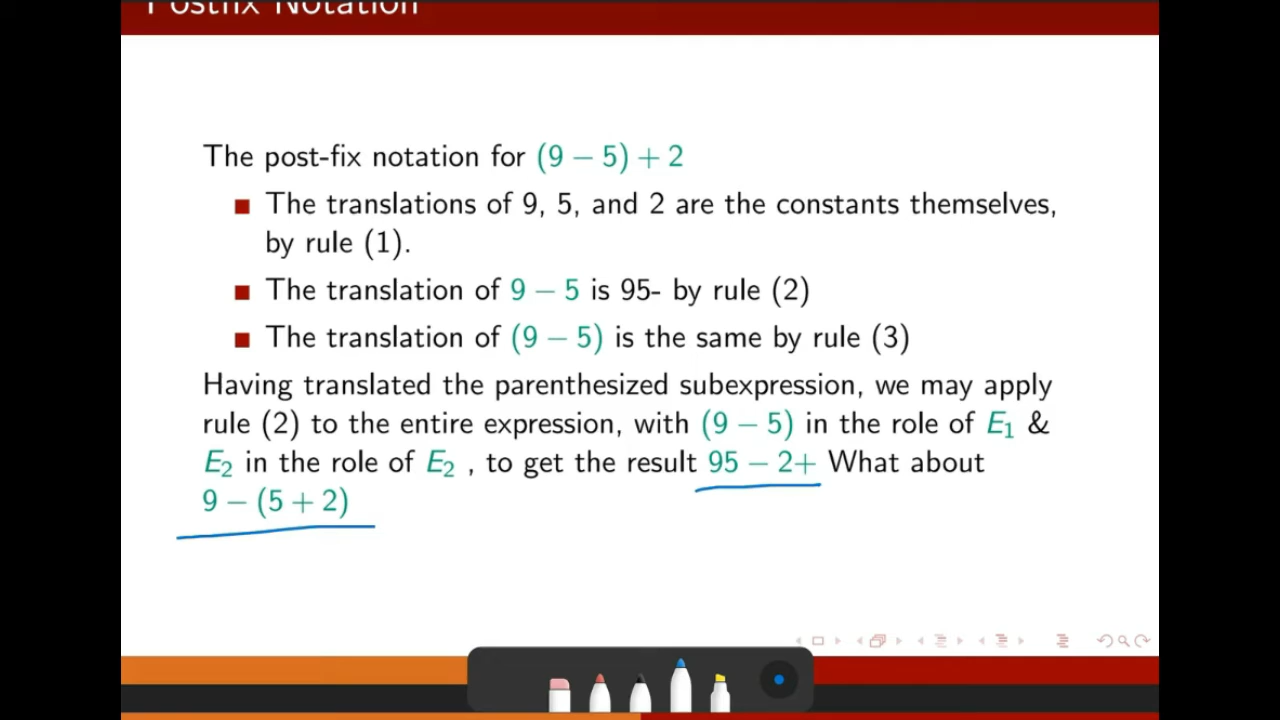 Postfix Notation
The post-fix notation for (9 − 5) + 2
■ The translations of 9, 5, and 2 are the constants themselves,
by rule (1).
■ The translation of 9 − 5 is 95- by rule (2)
■ The translation of (9 − 5) is the same by rule (3)
Having translated the parenthesized subexpression, we may apply
rule (2) to the entire expression, with (9 − 5) in the role of E₁ &
E₂ in the role of E₂ , to get the result 95 − 2+ What about
9 − (5 + 2)